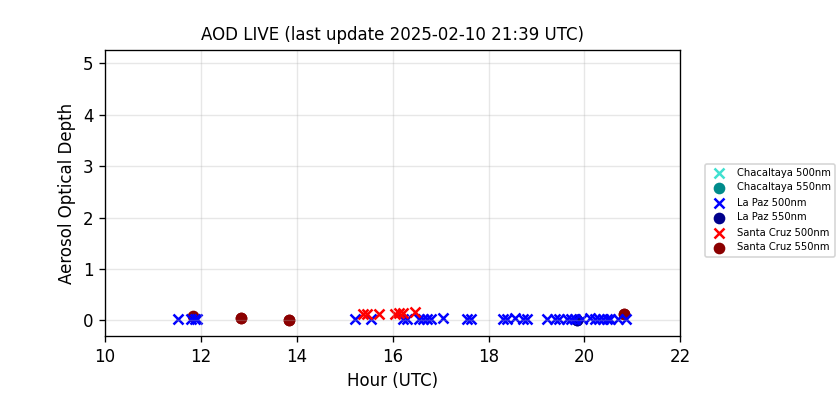 AOD LIVE (last update 2025-02-10 21:39 UTC)
Aerosol Optical Depth
5
4
3
2
1
0
10 12 14 16 18 20 22
Hour (UTC)
Chacaltaya 500nm
Chacaltaya 550nm
La Paz 500nm
La Paz 550nm
Santa Cruz 500nm
Santa Cruz 550nm